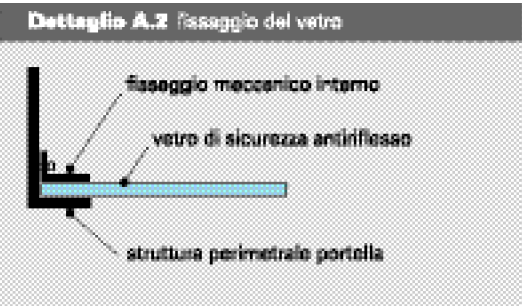 Dettaglio A.2 fissaggio del vetro
fissaggio meccanico interno
vetro di sicurezza antiriflesso
struttura perimetrale portella